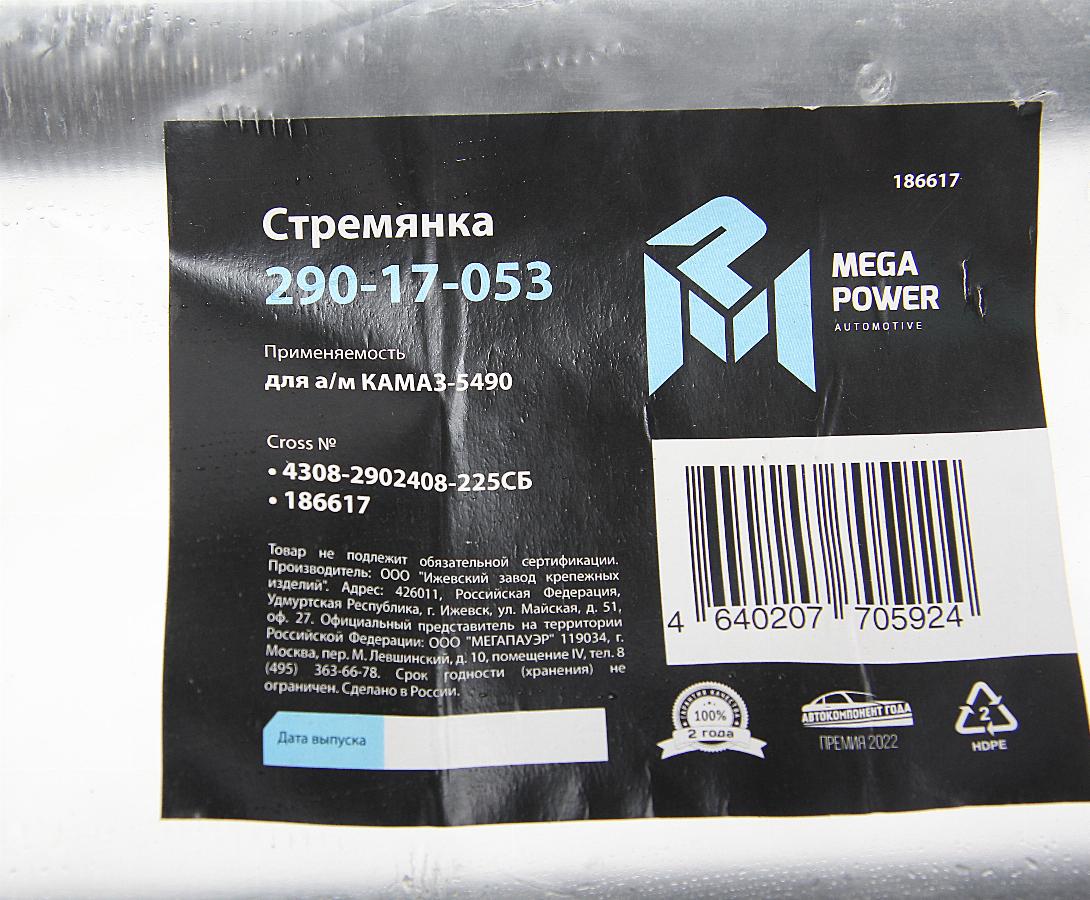 186617
Стремянка
290-17-053
MEGA
POWER
AUTOMOTIVE
Применяемость
для а/м КАМАЗ-5490
Cross №
• 4308-2902408-225СБ
• 186617
Товар не подлежит обязательной сертификации.
Производитель: ООО "Ижевский завод крепежных
изделий". Адрес: 426011, Российская Федерация,
Удмуртская Республика, г. Ижевск, ул. Майская, д. 51,
оф. 27. Официальный представитель на территории
Российской Федерации: ООО "МЕГАПАУЭР" 119034, г.
Москва, пер. М. Левшинский, д. 10, помещение IV, тел. 8
(495) 363-66-78. Срок годности (хранения) не
ограничен. Сделано в России.
Дата выпуска
4 640207 705924
ГАРАНТИЯ КАЧЕСТВА
100%
2 года
АВТОКОМПОНЕНТ ГОДА
ПРЕМИЯ 2022
2
HDPE